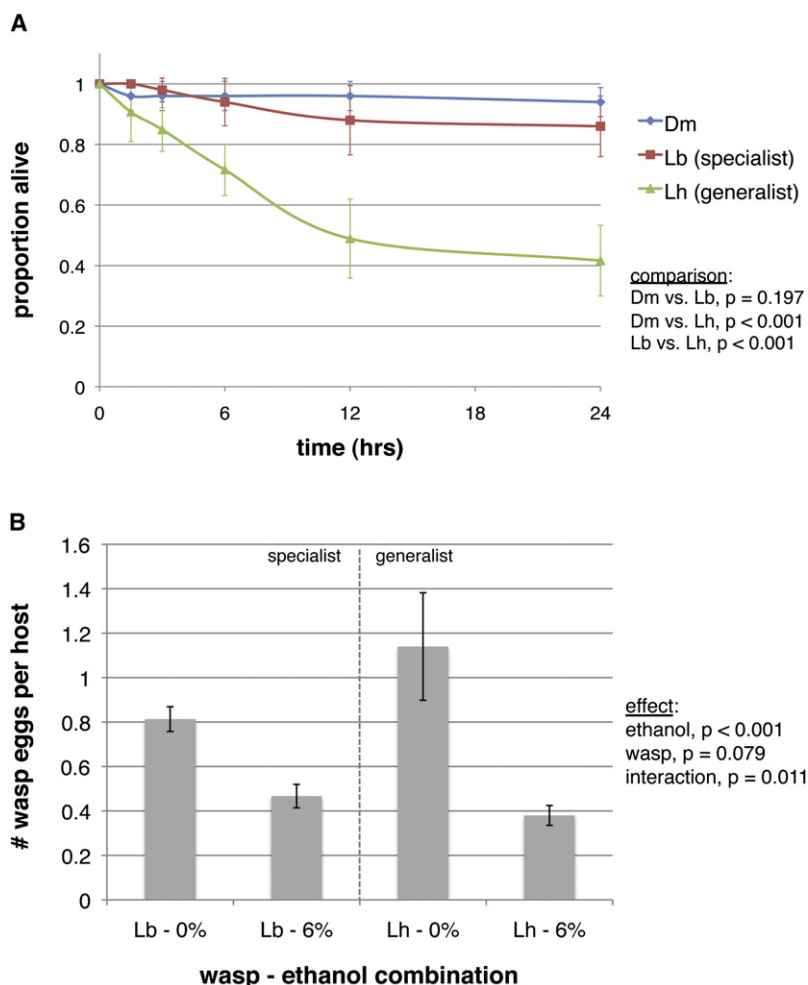 A
proportion alive
1
0.8
0.6
0.4
0.2
0
0
6
12
18
24
time (hrs)
Dm
Lb (specialist)
Lh (generalist)
comparison:
Dm vs. Lb, p = 0.197
Dm vs. Lh, p < 0.001
Lb vs. Lh, p < 0.001
B
# wasp eggs per host
1.6
1.4
1.2
1
0.8
0.6
0.4
0.2
0
specialist
generalist
Lb - 0%
Lb - 6%
Lh - 0%
Lh - 6%
wasp - ethanol combination
effect:
ethanol, p < 0.001
wasp, p = 0.079
interaction, p = 0.011